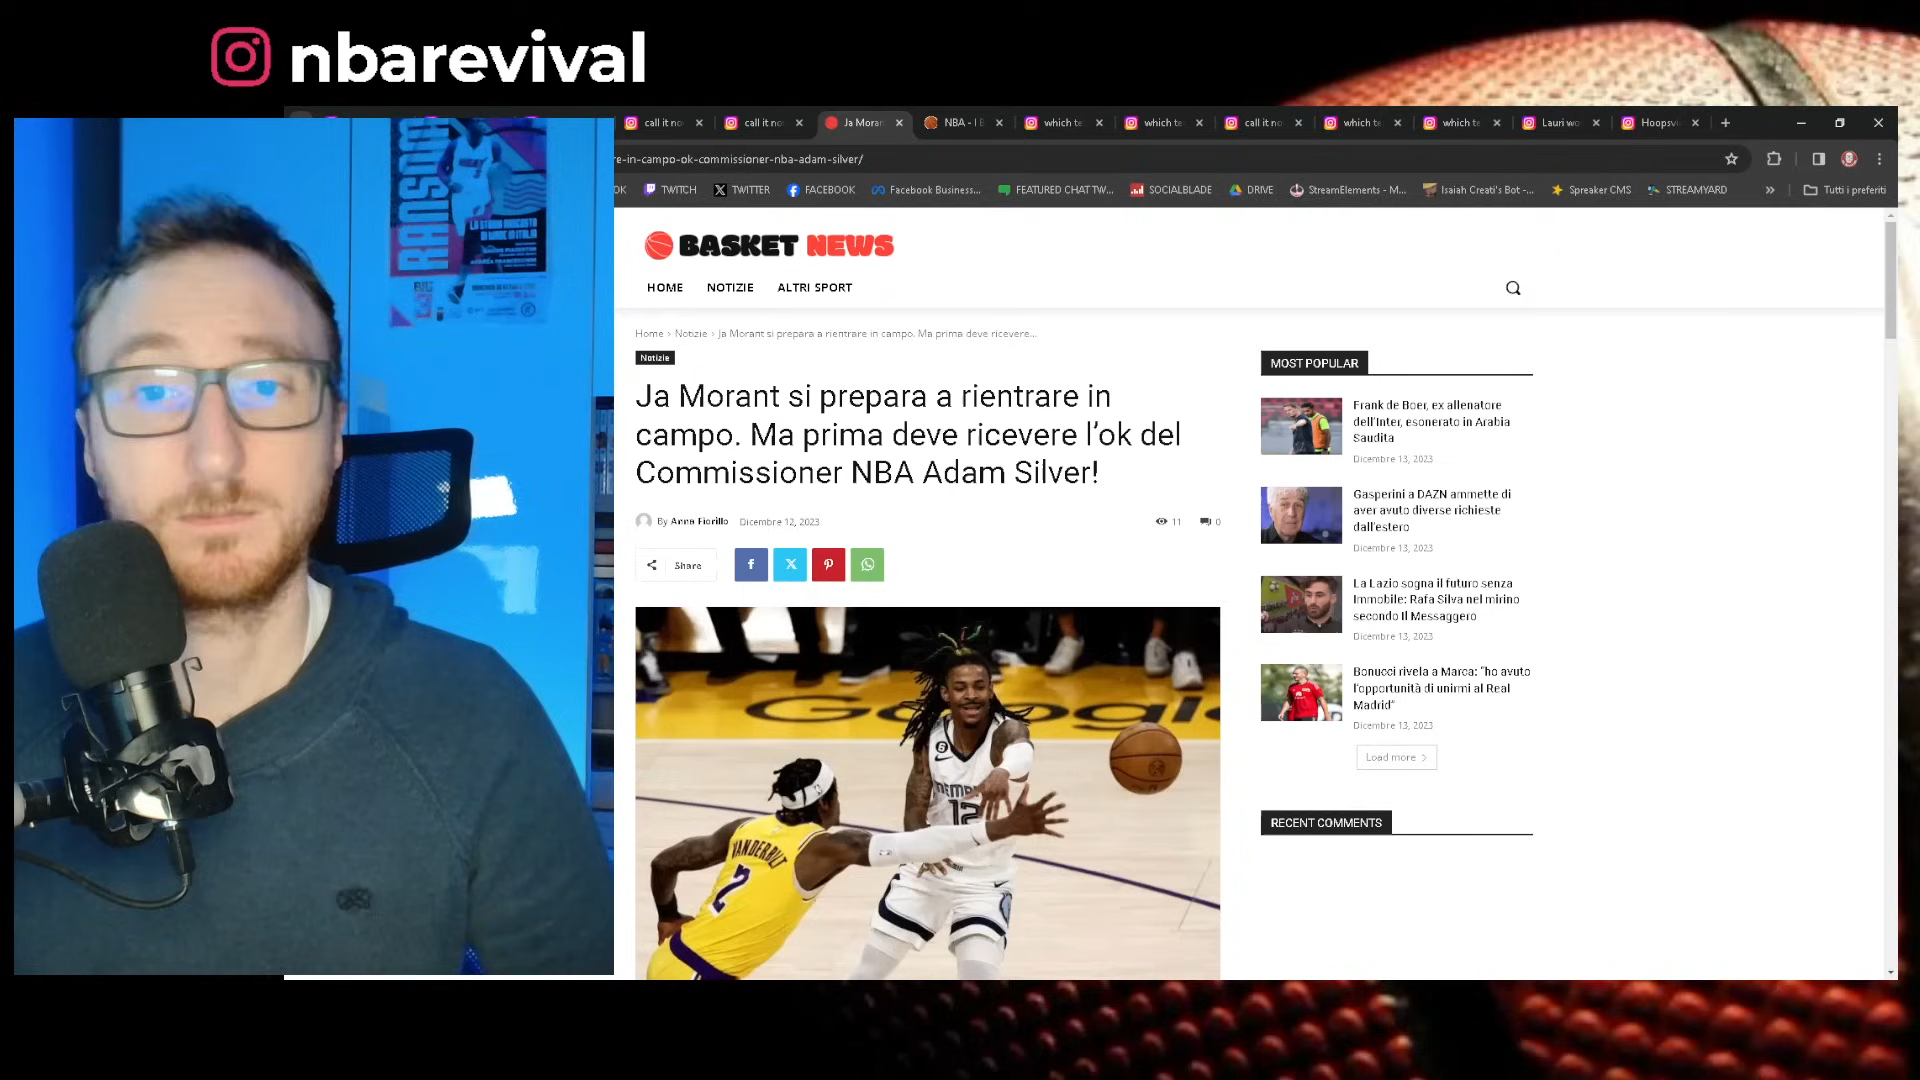 nbarevival
call it no
call it no
Ja Moran
NBA - I B
which te
which te
call it no
which te
which te
Lauri wo
Hoopsvi
re-in-campo-ok-commissioner-nba-adam-silver/
OK
TWITCH
TWITTER
FACEBOOK
Facebook Business...
FEATURED CHAT TW...
SOCIALBLADE
DRIVE
StreamElements - M...
Isaiah Creati's Bot -...
Spreaker CMS
STREAMYARD
Tutti i preferiti
BASKET NEWS
HOME
NOTIZIE
ALTRI SPORT
Home › Notizie › Ja Morant si prepara a rientrare in campo. Ma prima deve ricevere...
Notizie
Ja Morant si prepara a rientrare in
campo. Ma prima deve ricevere l'ok del
Commissioner NBA Adam Silver!
By Anna Fiorillo Dicembre 12, 2023
11
0
Share
Google
MEMP
12
6
VANDERBILT
2
MOST POPULAR
Frank de Boer, ex allenatore
dell'Inter, esonerato in Arabia
Saudita
Dicembre 13, 2023
Gasperini a DAZN ammette di
aver avuto diverse richieste
dall'estero
Dicembre 13, 2023
La Lazio sogna il futuro senza
Immobile: Rafa Silva nel mirino
secondo Il Messaggero
Dicembre 13, 2023
Bonucci rivela a Marca: "ho avuto
l'opportunità di unirmi al Real
Madrid"
Dicembre 13, 2023
Load more
RECENT COMMENTS
RANSOM